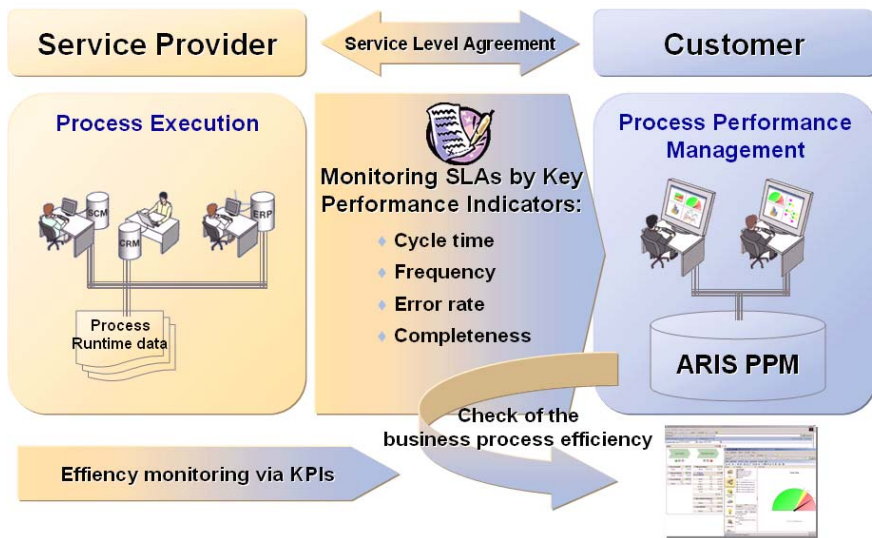 Service Provider
Service Level Agreement
Customer
Process Execution
SCM
CRM
ERP
Process
Runtime data
Monitoring SLAs by Key
Performance Indicators:
Cycle time
Frequency
Error rate
Completeness
Process Performance
Management
ARIS PPM
Check of the
business process efficiency
Effiency monitoring via KPIs